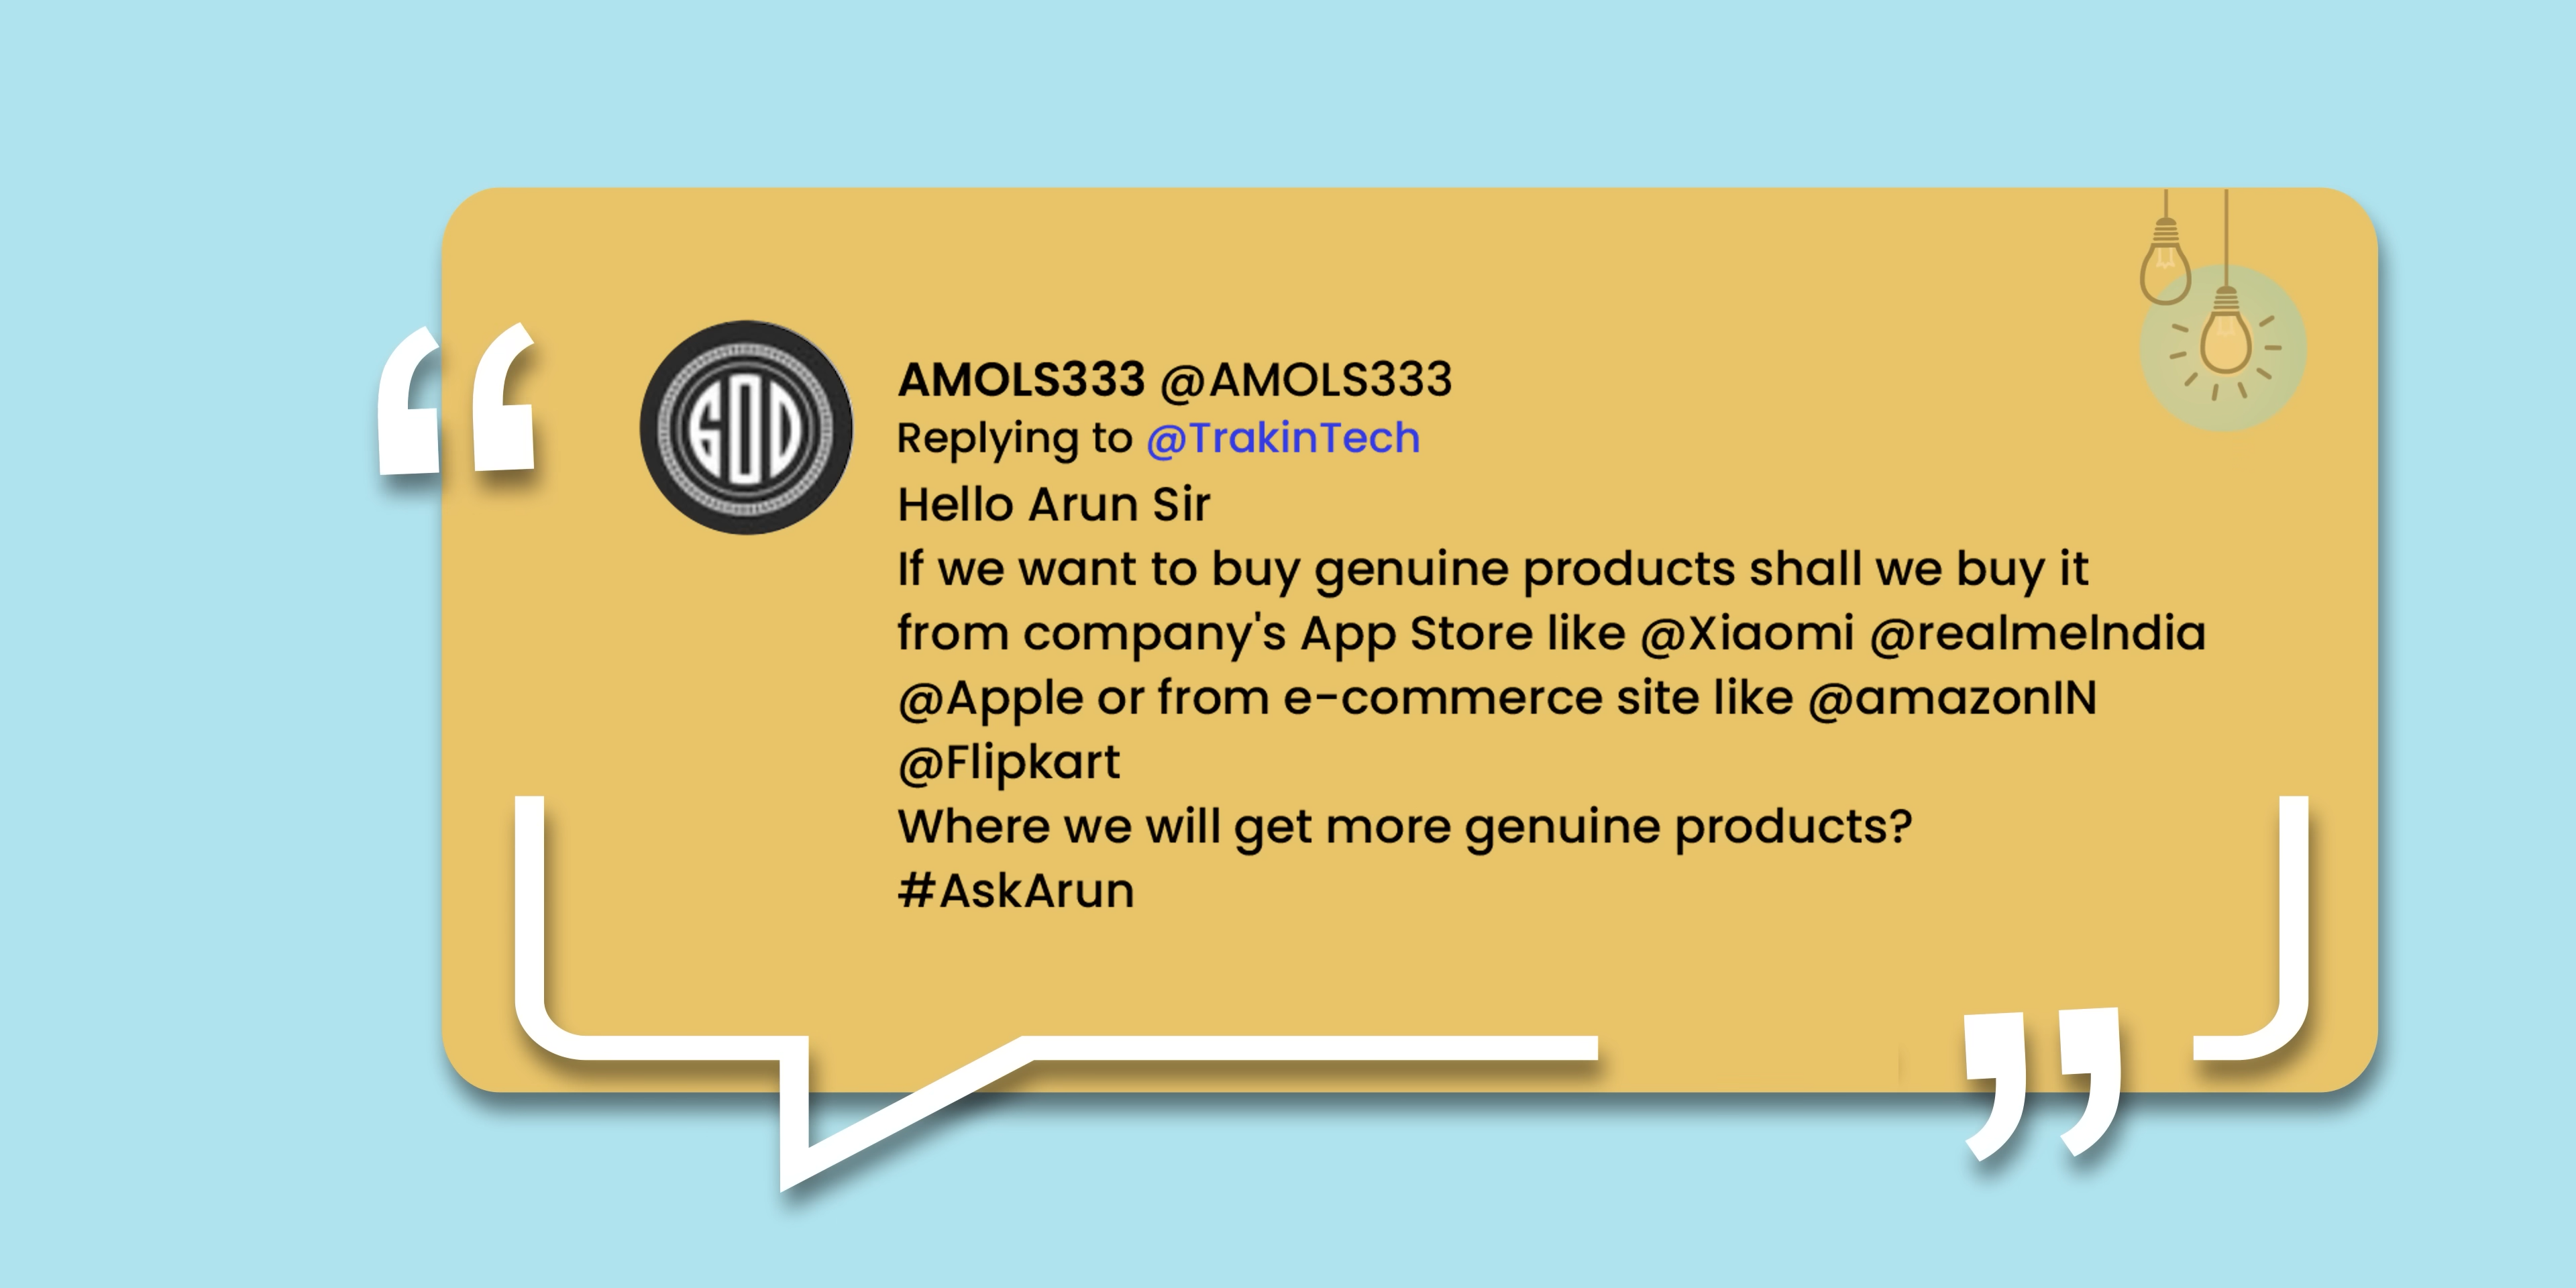 GOD
AMOLS333 @AMOLS333
Replying to @TrakinTech
Hello Arun Sir
If we want to buy genuine products shall we buy it
from company's App Store like @Xiaomi @realmeIndia
@Apple or from e-commerce site like @amazonIN
@Flipkart
Where we will get more genuine products?
#AskArun